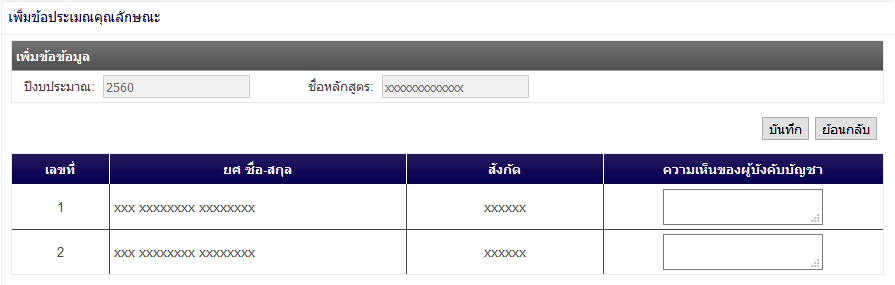 เพิ่มข้อประเมณคุณลักษณะ
เพิ่มข้อข้อมูล
ปีงบประมาณ: 2560 ชื่อหลักสูตร: xxxxxxxxxxxxx
บันทึก ย้อนกลับ
เลขที่ ยศ ชื่อ-สกุล สังกัด ความเห็นของผู้บังคับบัญชา
1 xxx xxxxxxxx xxxxxxxx xxxxxx
2 xxx xxxxxxxx xxxxxxxx xxxxxx